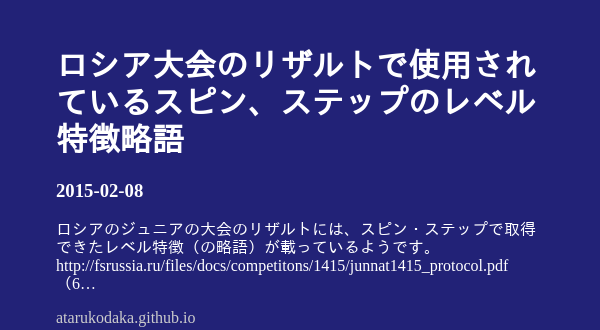 ロシア大会のリザルトで使用され
ているスピン、ステップのレベル
特徴略語
2015-02-08
ロシアのジュニアの大会のリザルトには、スピン・ステップで取得
できたレベル特徴（の略語）が載っているようです。
http://fsrussia.ru/files/docs/competitons/1415/junnat1415_protocol.pdf
（6…
atarukodaka.github.io